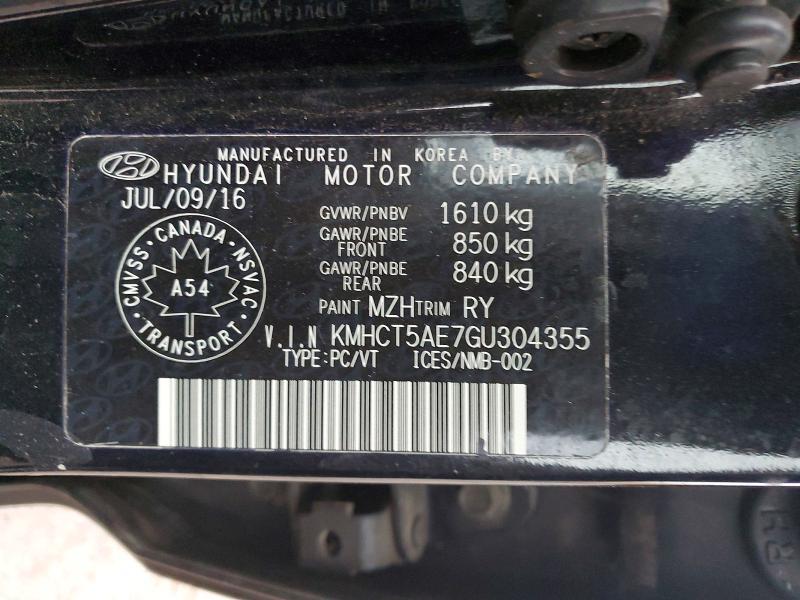 MANUFACTURED IN KOREA BY
HYUNDAI MOTOR COMPANY
JUL/09/16
GVWR/PNBV 1610 kg
GAWR/PNBE FRONT 850 kg
GAWR/PNBE REAR 840 kg
CMVSS · CANADA · NSVAC
A54
TRANSPORT
PAINT MZH TRIM RY
V.I.N KMHCT5AE7GU304355
TYPE:PC/VT ICES/NMB-002